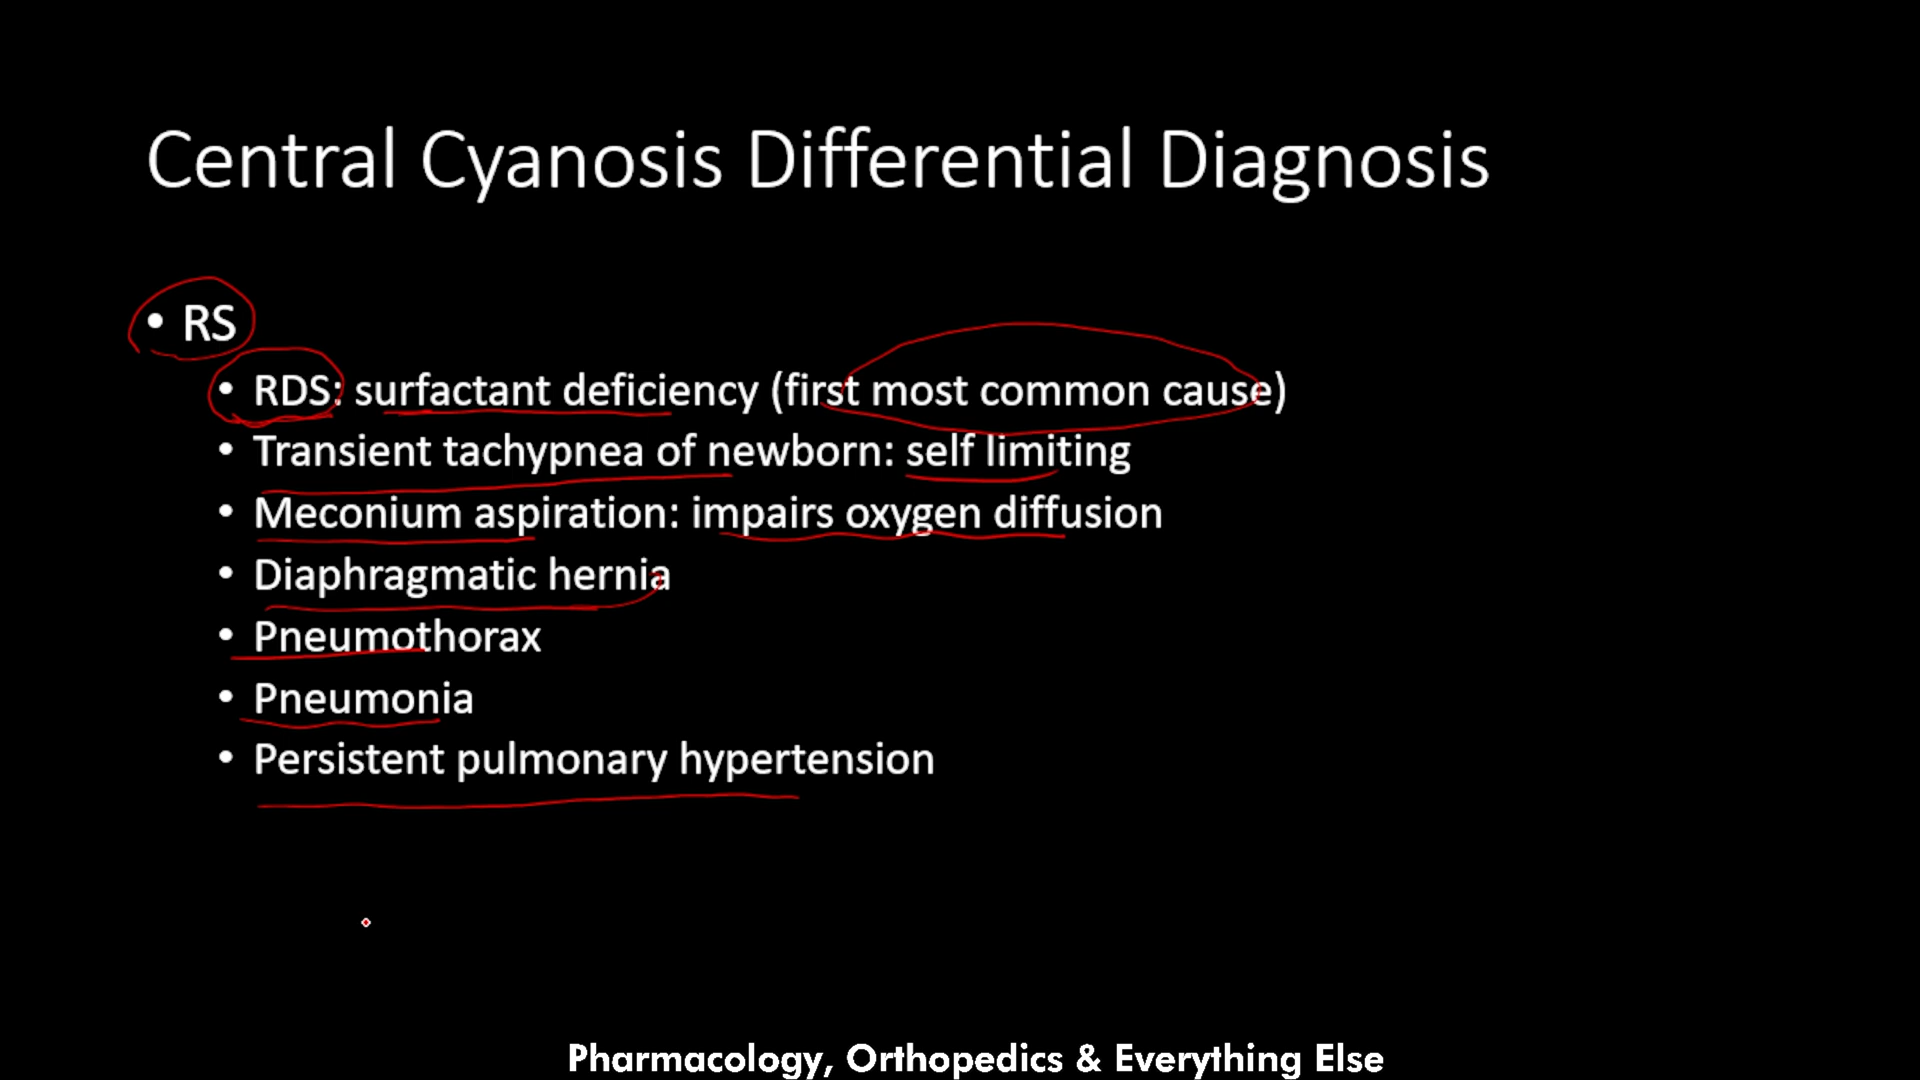 Central Cyanosis Differential Diagnosis
• RS
• RDS: surfactant deficiency (first most common cause)
• Transient tachypnea of newborn: self limiting
• Meconium aspiration: impairs oxygen diffusion
• Diaphragmatic hernia
• Pneumothorax
• Pneumonia
• Persistent pulmonary hypertension
Pharmacology, Orthopedics & Everything Else